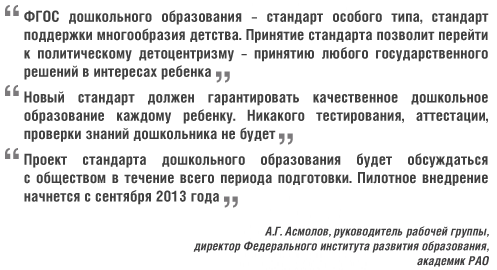 “ ФГОС дошкольного образования – стандарт особого типа, стандарт
поддержки многообразия детства. Принятие стандарта позволит перейти
к политическому детоцентризму – принятию любого государственного
решений в интересах ребенка „
“ Новый стандарт должен гарантировать качественное дошкольное
образование каждому ребенку. Никакого тестирования, аттестации,
проверки знаний дошкольника не будет „
“ Проект стандарта дошкольного образования будет обсуждаться
с обществом в течение всего периода подготовки. Пилотное внедрение
начнется с сентября 2013 года „
А.Г. Асмолов, руководитель рабочей группы,
директор Федерального института развития образования,
академик РАО